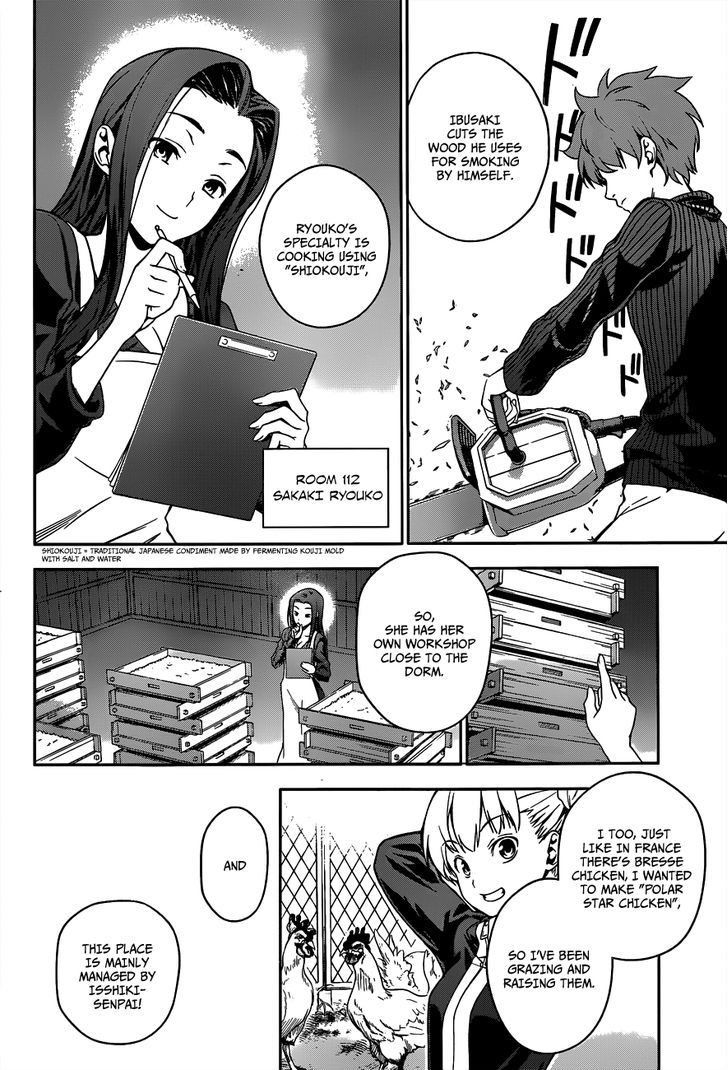 IBUSAKI
CUTS THE
WOOD HE USES
FOR SMOKING
BY HIMSELF.
ドドドド
ドドド
RYOUKO'S
SPECIALTY IS
COOKING USING
"SHIOKOUJI",
ROOM 112
SAKAKI RYOUKO
SHIOKOUJI = TRADITIONAL JAPANESE CONDIMENT MADE BY FERMENTING KOUJI MOLD
WITH SALT AND WATER
SO,
SHE HAS HER
OWN WORKSHOP
CLOSE TO THE
DORM.
I TOO, JUST
LIKE IN FRANCE
THERE'S BRESSE
CHICKEN, I WANTED
TO MAKE "POLAR
STAR CHICKEN",
SO I'VE BEEN
GRAZING AND
RAISING THEM.
AND
THIS PLACE
IS MAINLY
MANAGED BY
ISSHIKI-
SENPAI!